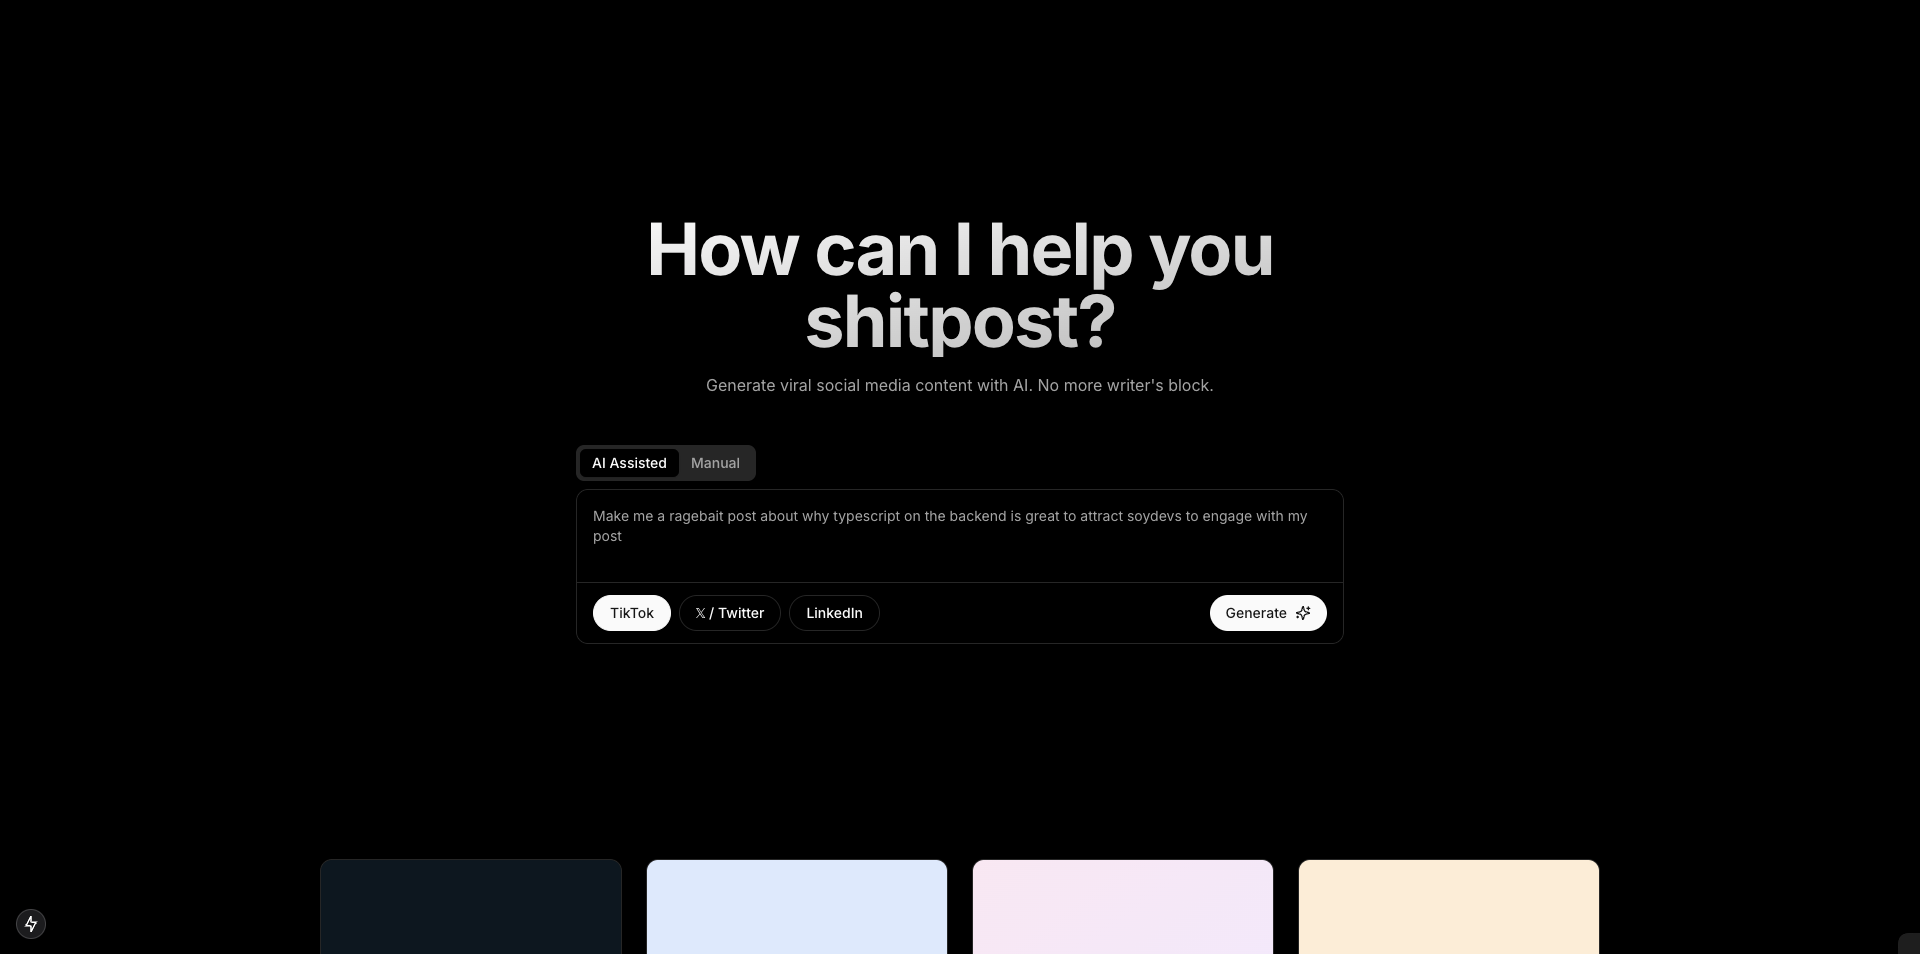 How can I help you
shitpost?
Generate viral social media content with AI. No more writer's block.
AI Assisted
Manual
Make me a ragebait post about why typescript on the backend is great to attract soydevs to engage with my
post
TikTok
𝕏 / Twitter
LinkedIn
Generate